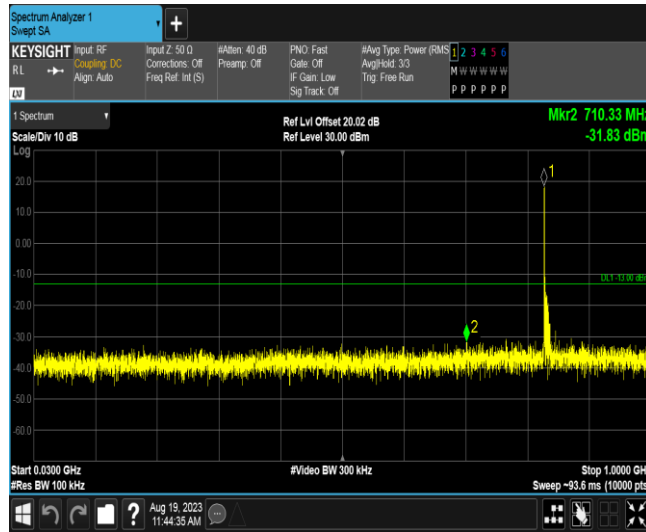 Spectrum Analyzer 1
Swept SA
+
KEYSIGHT
RL
LXI
Input: RF
Coupling: DC
Align: Auto
Input Z: 50 Ω
Corrections: Off
Freq Ref: Int (S)
#Atten: 40 dB
Preamp: Off
PNO: Fast
Gate: Off
IF Gain: Low
Sig Track: Off
#Avg Type: Power (RMS
Avg|Hold: 3/3
Trig: Free Run
1 2 3 4 5 6
M W W W W W
P P P P P P
1 Spectrum
Scale/Div 10 dB
Log
Ref Lvl Offset 20.02 dB
Ref Level 30.00 dBm
Mkr2 710.33 MHz
-31.83 dBm
1
20.0
10.0
0.00
-10.0
DL1 -13.00 dBm
-20.0
2
-30.0
-40.0
-50.0
-60.0
Start 0.0300 GHz
#Res BW 100 kHz
#Video BW 300 kHz
Stop 1.0000 GH
Sweep ~93.6 ms (10000 pts
?
Aug 19, 2023
11:44:35 AM